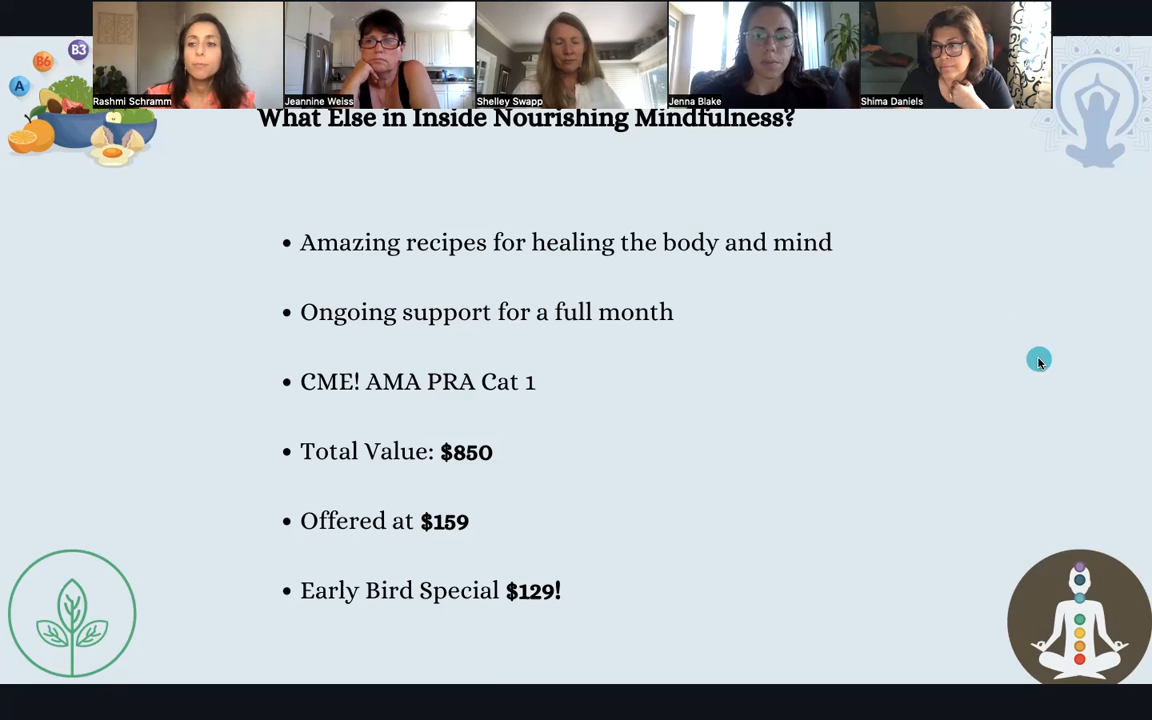 B3
B6
A
Rashmi Schramm
Jeannine Weiss
Shelley Swapp
Jenna Blake
Shima Daniels
What Else in Inside Nourishing Mindfulness?
• Amazing recipes for healing the body and mind
• Ongoing support for a full month
• CME! AMA PRA Cat 1
• Total Value: $850
• Offered at $159
• Early Bird Special $129!